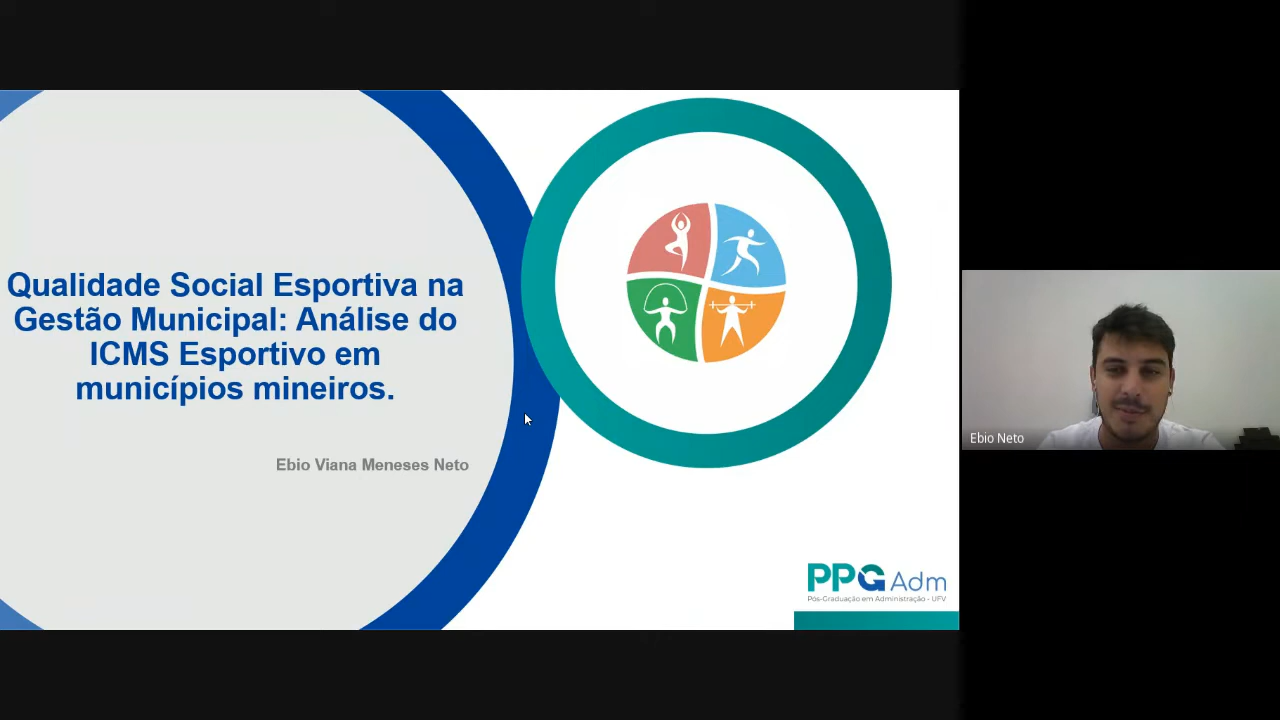 Qualidade Social Esportiva na
Gestão Municipal: Análise do
ICMS Esportivo em
municípios mineiros.
Ebio Viana Meneses Neto
PPG Adm
Pós-Graduação em Administração - UFV
Ebio Neto